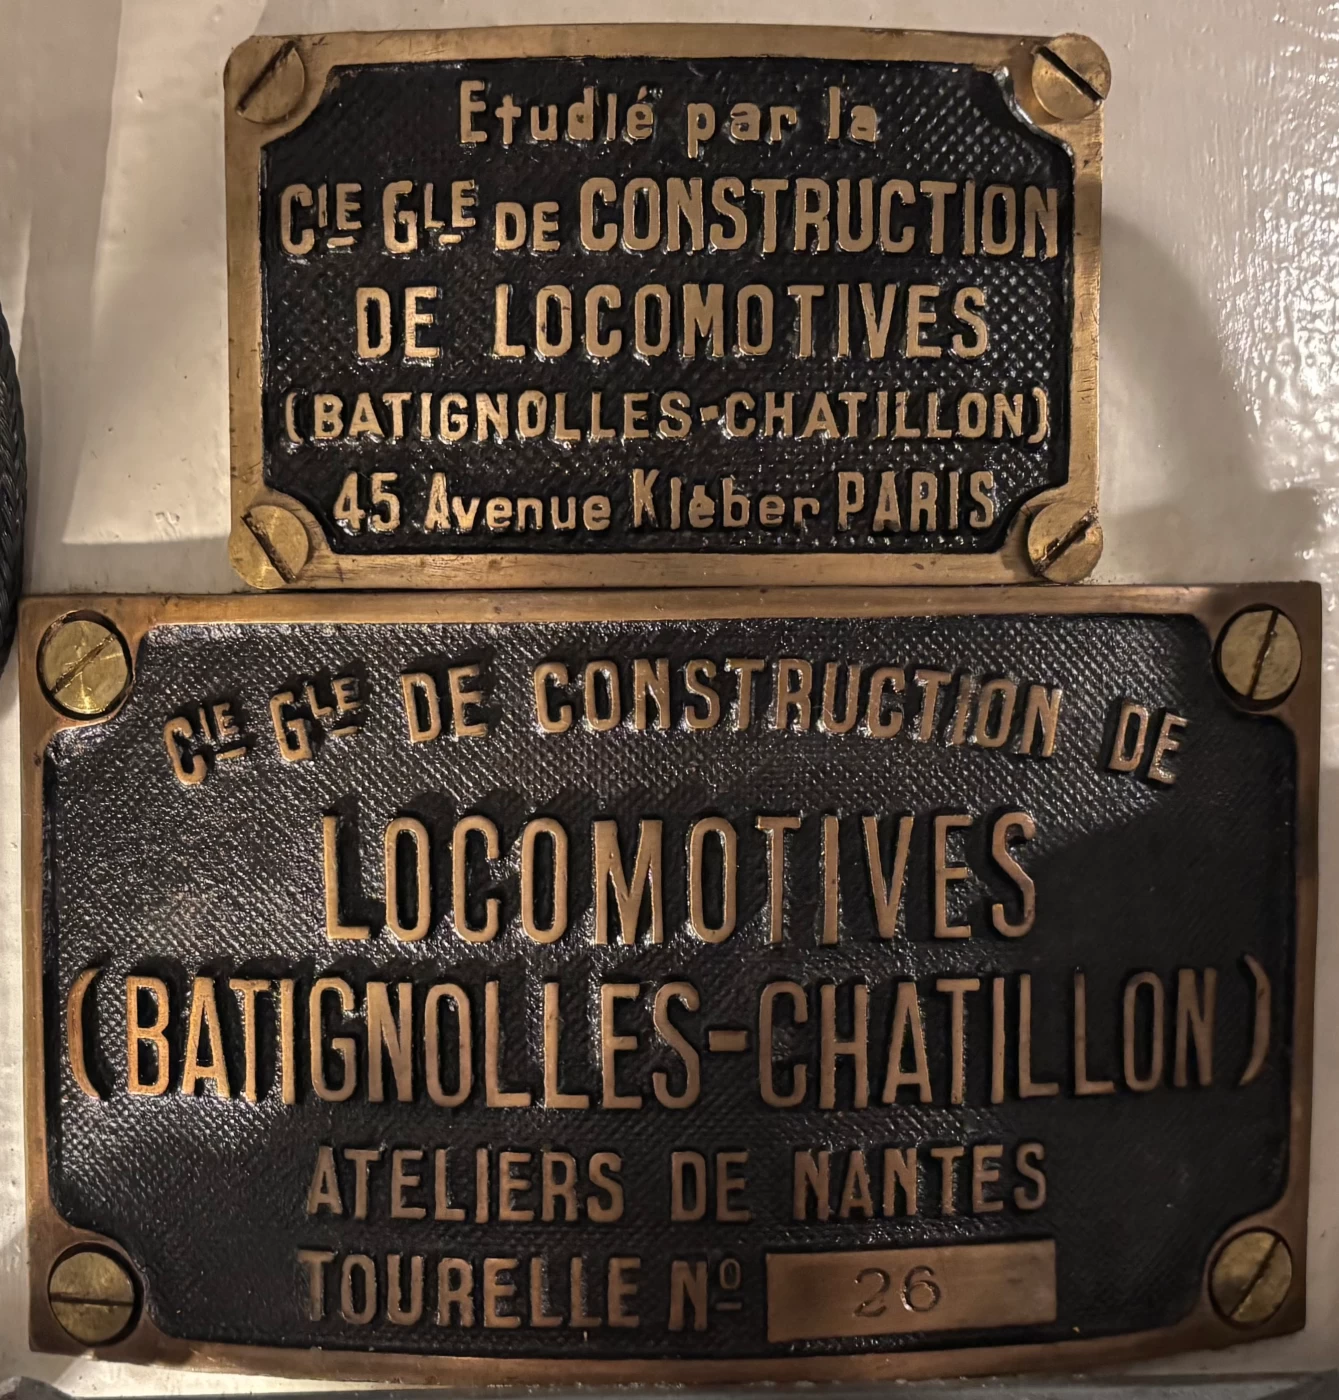 Etudié par la
CIE GLE DE CONSTRUCTION
DE LOCOMOTIVES
(BATIGNOLLES-CHATILLON)
45 Avenue Kléber PARIS
CIE GLE DE CONSTRUCTION DE
LOCOMOTIVES
(BATIGNOLLES-CHATILLON)
ATELIERS DE NANTES
TOURELLE Nº 26